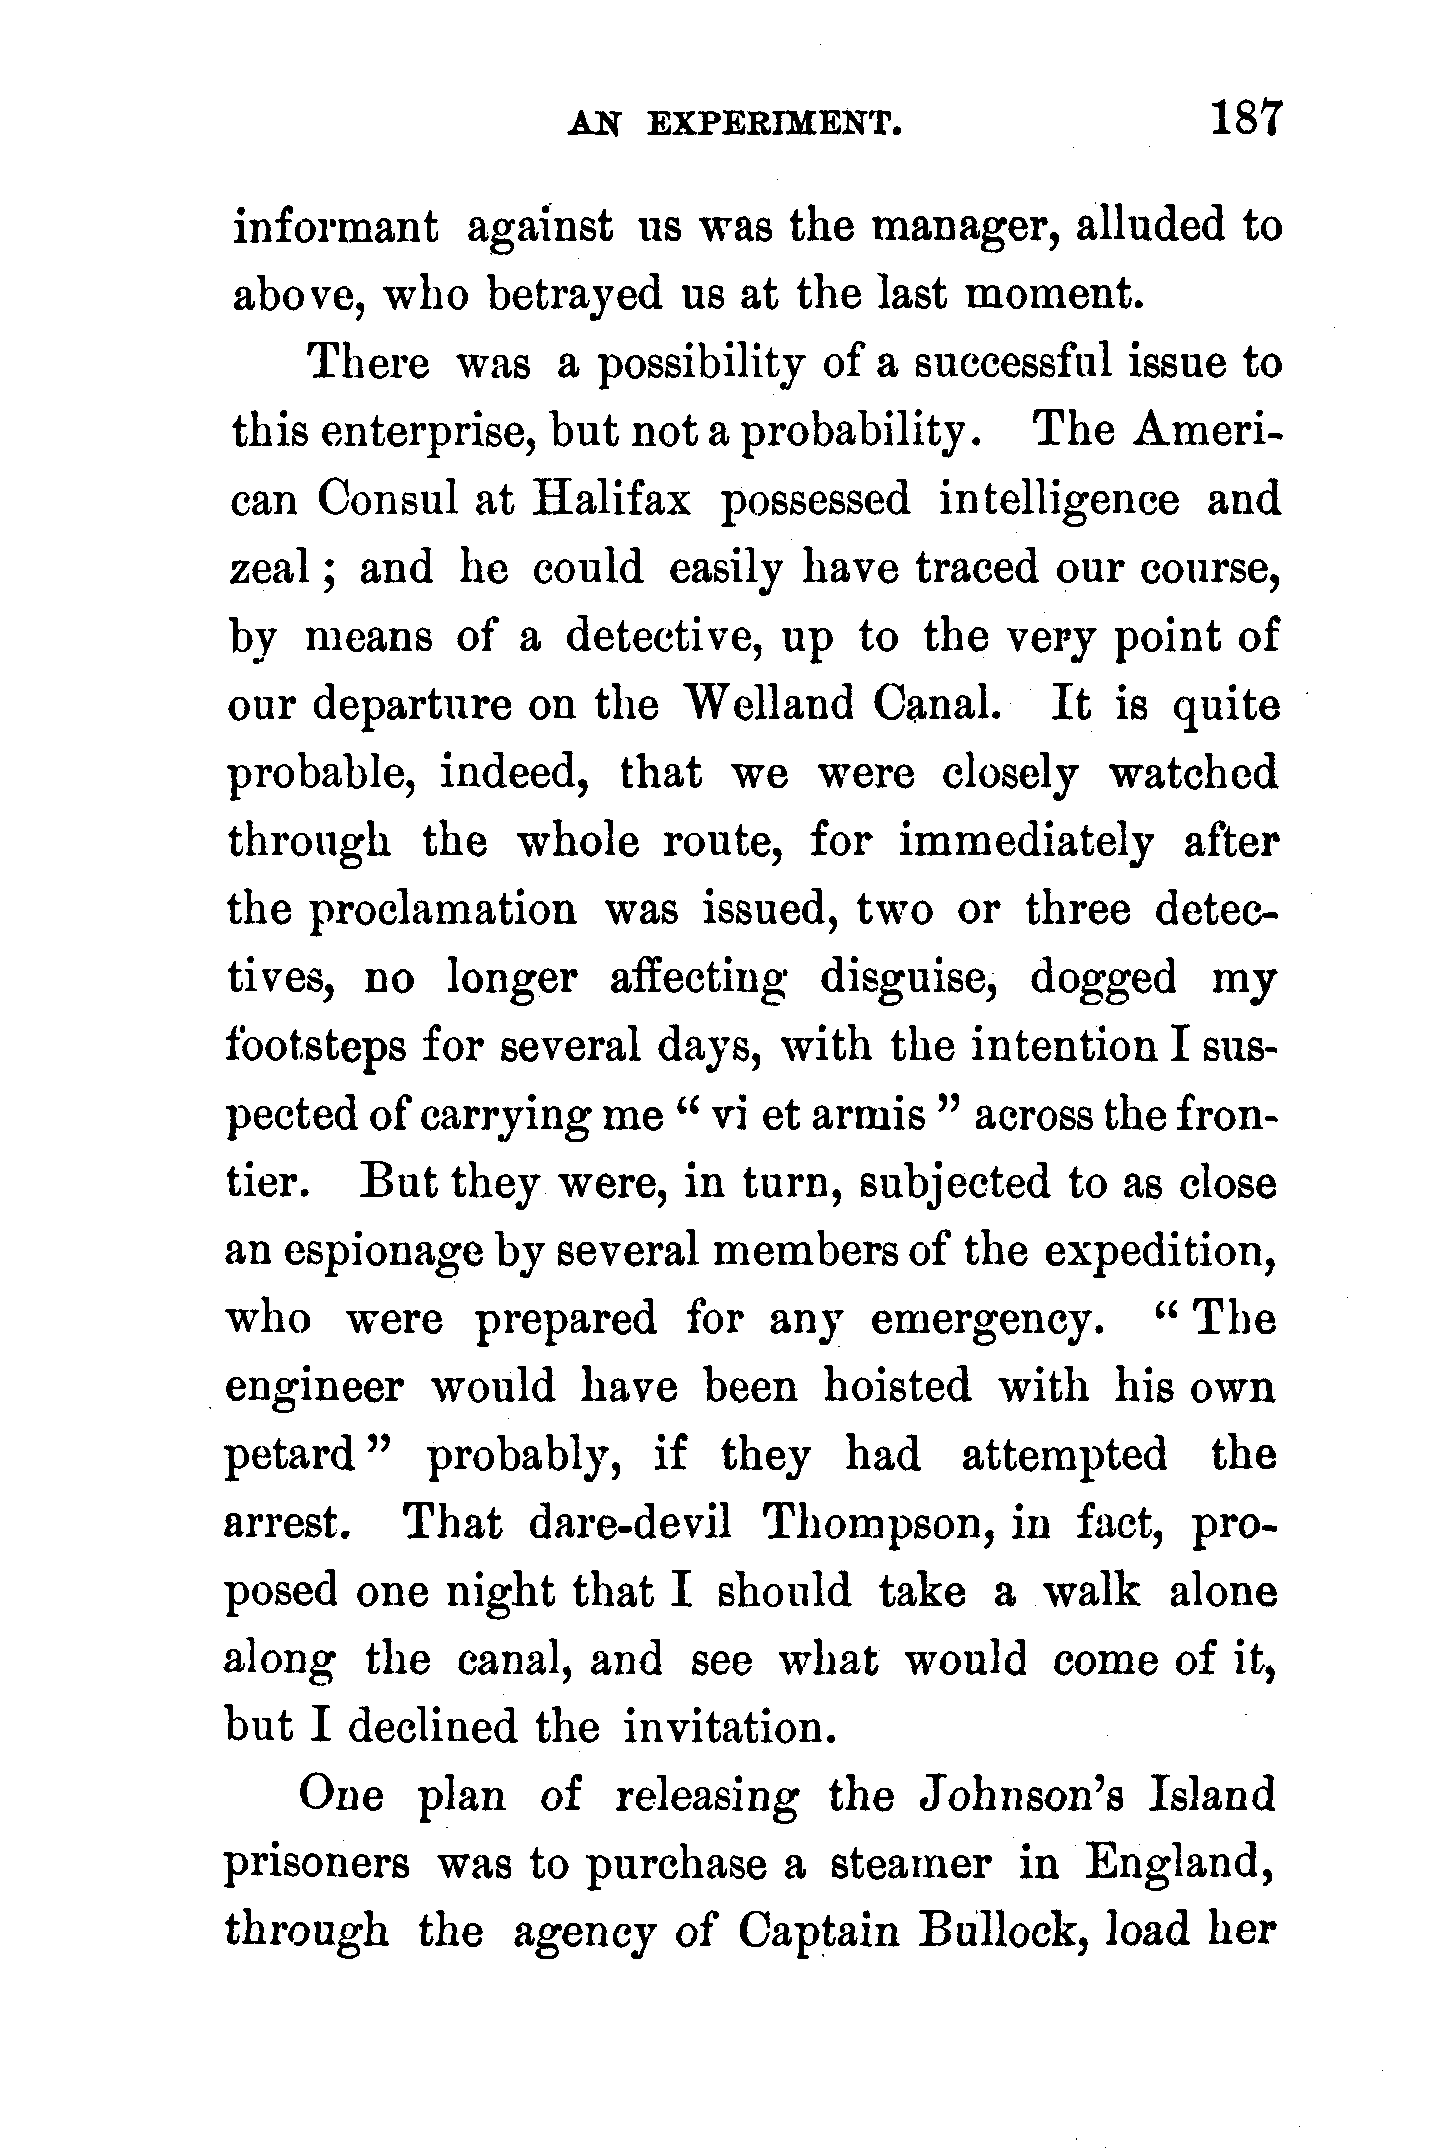 AN EXPERIMENT. 187
informant against us was the manager, alluded to
above, who betrayed us at the last moment.
There was a possibility of a successful issue to
this enterprise, but not a probability. The Ameri-
can Consul at Halifax possessed intelligence and
zeal ; and he could easily have traced our course,
by means of a detective, up to the very point of
our departure on the Welland Canal. It is quite
probable, indeed, that we were closely watched
through the whole route, for immediately after
the proclamation was issued, two or three detec-
tives, no longer affecting disguise, dogged my
footsteps for several days, with the intention I sus-
pected of carrying me “ vi et armis ” across the fron-
tier. But they were, in turn, subjected to as close
an espionage by several members of the expedition,
who were prepared for any emergency. “ The
engineer would have been hoisted with his own
petard ” probably, if they had attempted the
arrest. That dare-devil Thompson, in fact, pro-
posed one night that I should take a walk alone
along the canal, and see what would come of it,
but I declined the invitation.
One plan of releasing the Johnson’s Island
prisoners was to purchase a steamer in England,
through the agency of Captain Bullock, load her